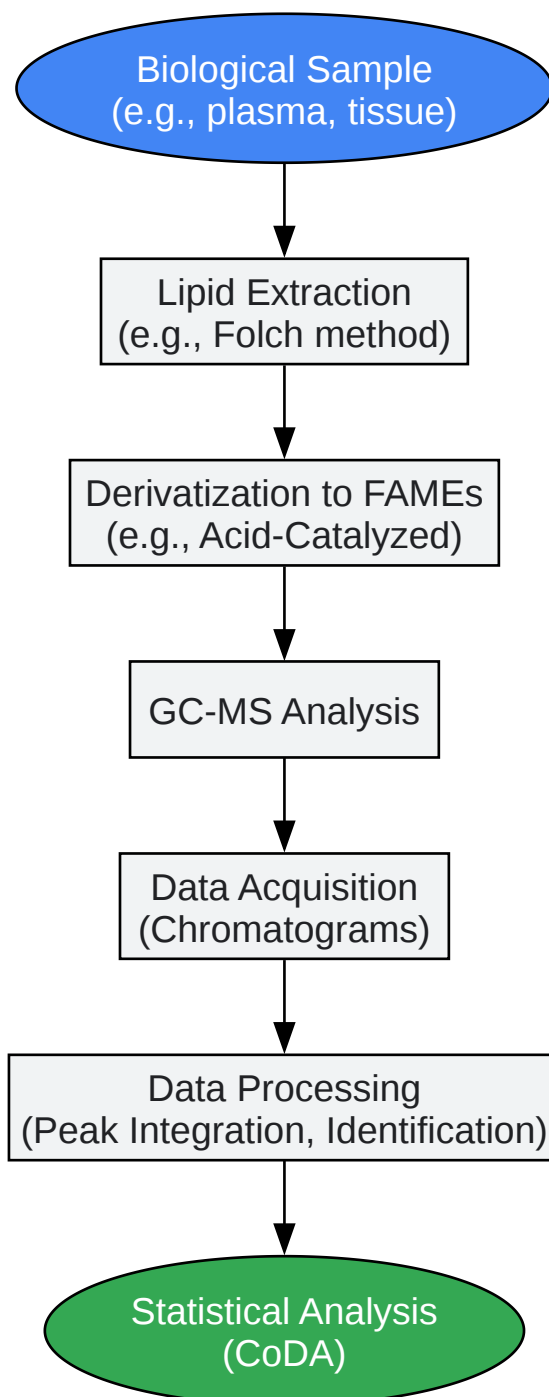 Biological Sample
(e.g., plasma, tissue)
Lipid Extraction
(e.g., Folch method)
Derivatization to FAMEs
(e.g., Acid-Catalyzed)
GC-MS Analysis
Data Acquisition
(Chromatograms)
Data Processing
(Peak Integration, Identification)
Statistical Analysis
(CoDA)